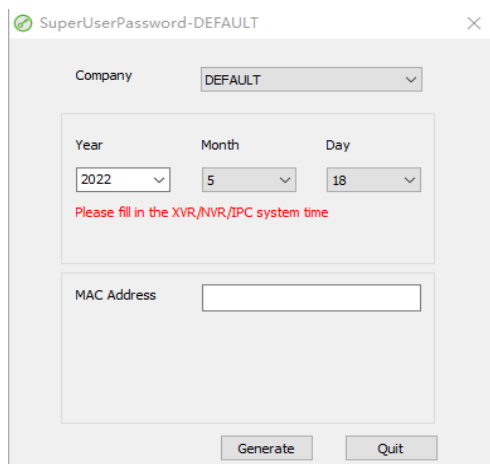 SuperUserPassword-DEFAULT
Company DEFAULT
Year Month Day
2022 5 18
Please fill in the XVR/NVR/IPC system time
MAC Address
Generate Quit